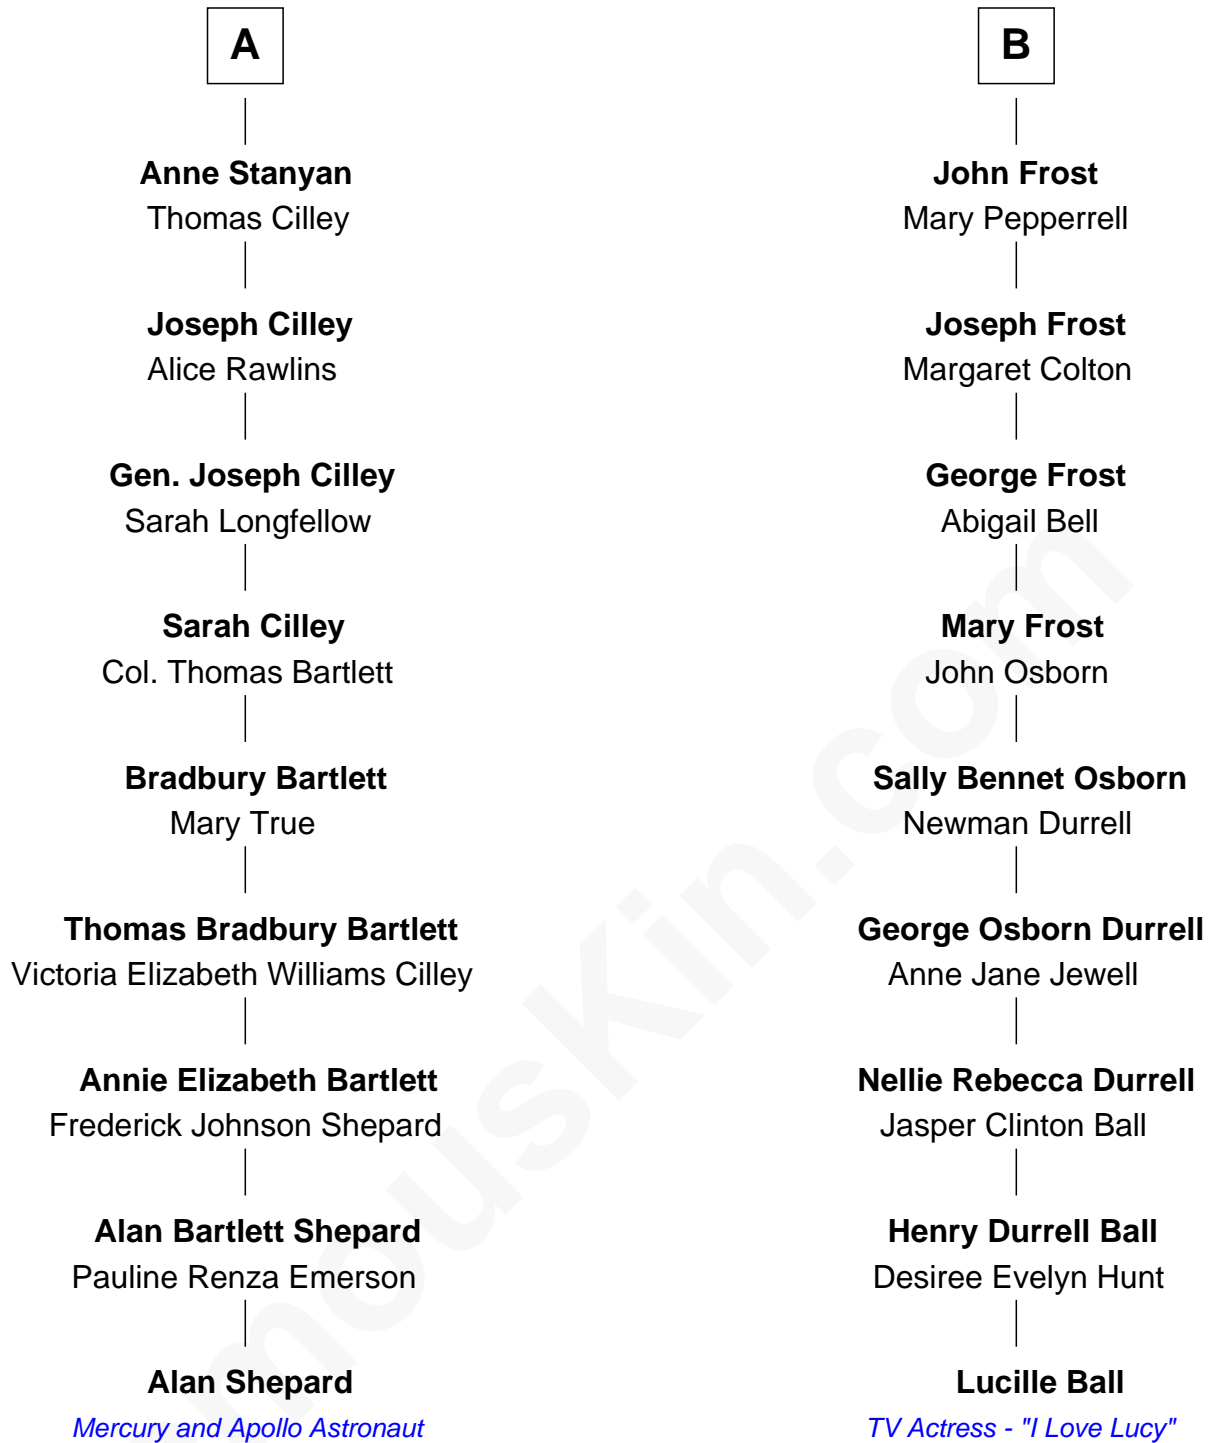 A
Anne Stanyan
Thomas Cilley
Joseph Cilley
Alice Rawlins
Gen. Joseph Cilley
Sarah Longfellow
Sarah Cilley
Col. Thomas Bartlett
Bradbury Bartlett
Mary True
Thomas Bradbury Bartlett
Victoria Elizabeth Williams Cilley
Annie Elizabeth Bartlett
Frederick Johnson Shepard
Alan Bartlett Shepard
Pauline Renza Emerson
Alan Shepard
Mercury and Apollo Astronaut
B
John Frost
Mary Pepperrell
Joseph Frost
Margaret Colton
George Frost
Abigail Bell
Mary Frost
John Osborn
Sally Bennet Osborn
Newman Durrell
George Osborn Durrell
Anne Jane Jewell
Nellie Rebecca Durrell
Jasper Clinton Ball
Henry Durrell Ball
Desiree Evelyn Hunt
Lucille Ball
TV Actress - "I Love Lucy"
mousKin.com